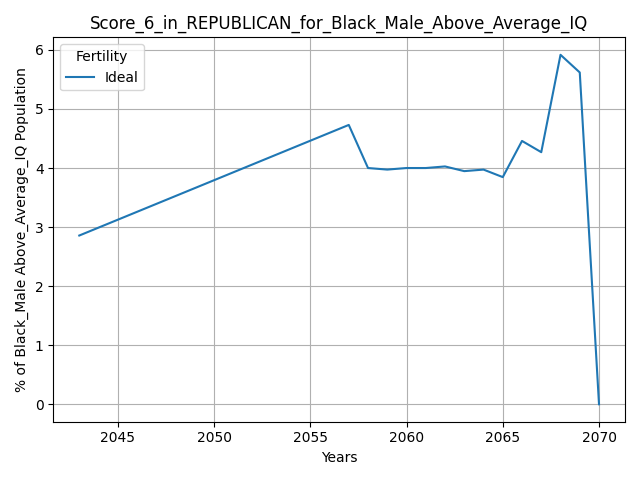 Score_6_in_REPUBLICAN_for_Black_Male_Above_Average_IQ
Fertility
Ideal
% of Black_Male Above_Average_IQ Population
6
5
4
3
2
1
0
2045
2050
2055
2060
2065
2070
Years